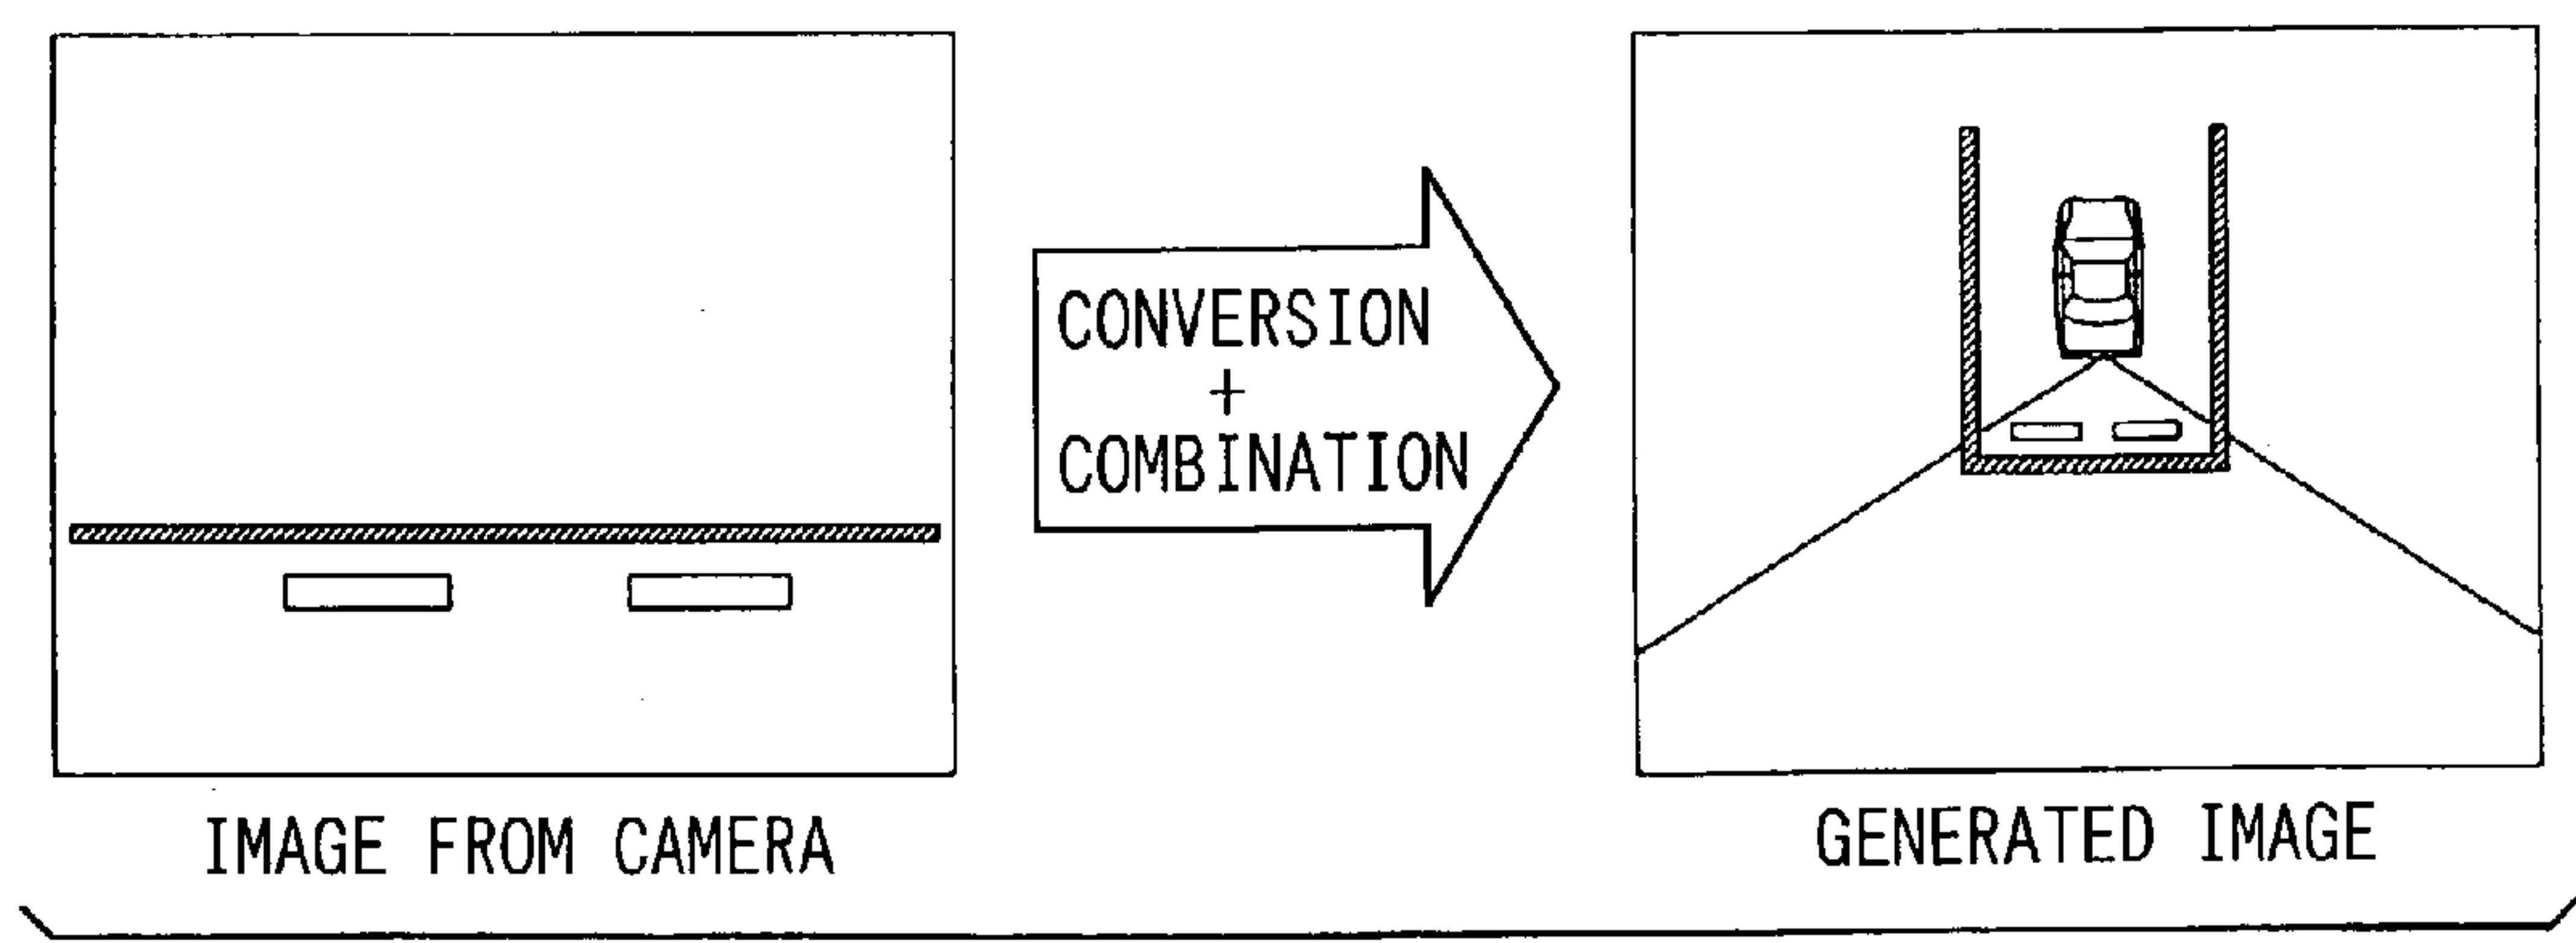 CONVERSION
+
COMBINATION
IMAGE FROM CAMERA
GENERATED IMAGE